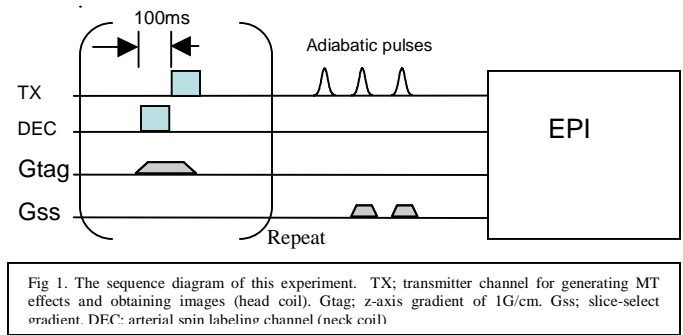 100ms
Adiabatic pulses
TX
DEC
EPI
Gtag
Gss
Repeat
Fig 1. The sequence diagram of this experiment. TX; transmitter channel for generating MT
effects and obtaining images (head coil). Gtag; z-axis gradient of 1G/cm. Gss; slice-select
gradient. DEC; arterial spin labeling channel (neck coil)